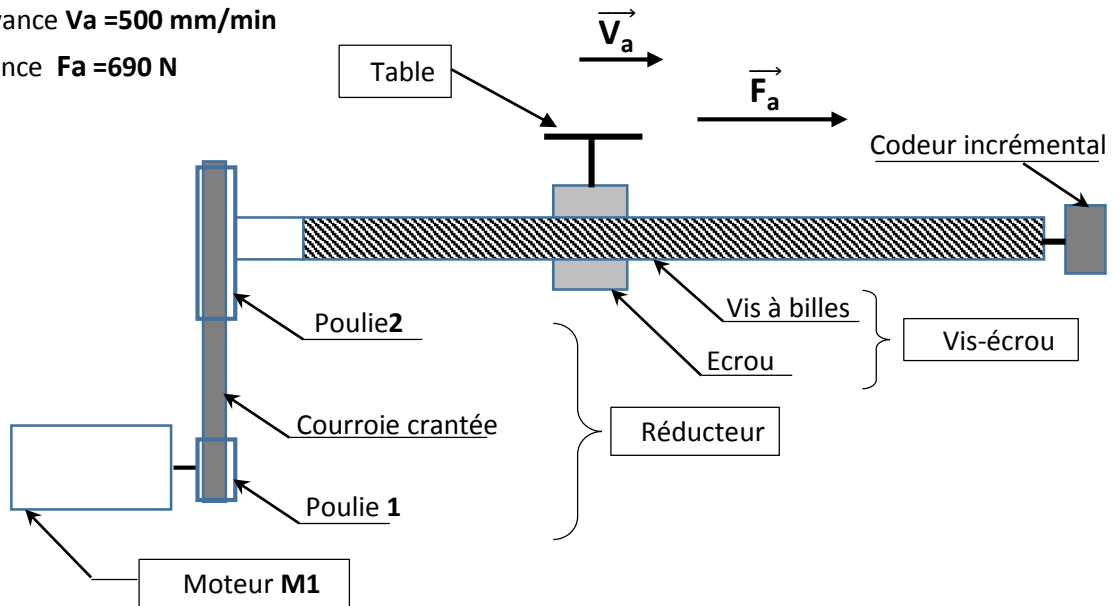 vance Va =500 mm/min
nce Fa =690 N
Va
Table
Fa
Codeur incrémental
Poulie2
Vis à billes
Vis-écrou
Ecrou
Courroie crantée
Réducteur
Poulie 1
Moteur M1